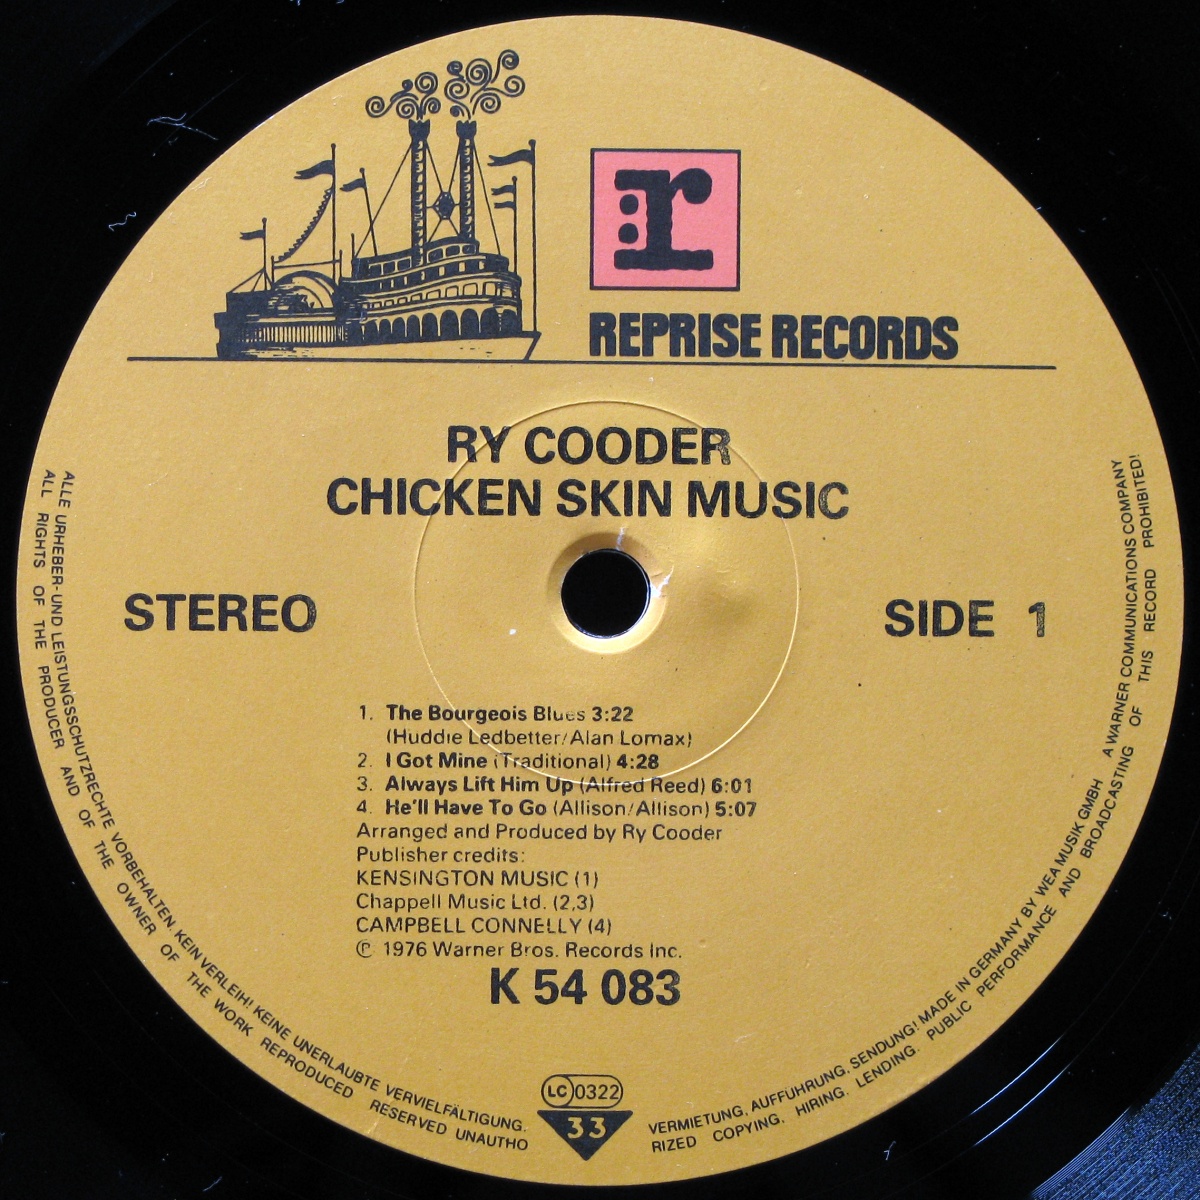 r
REPRISE RECORDS
RY COODER
CHICKEN SKIN MUSIC
STEREO
SIDE 1
1. The Bourgeois Blues 3:22
(Huddie Ledbetter/Alan Lomax)
2. I Got Mine (Traditional) 4:28
3. Always Lift Him Up (Alfred Reed) 6:01
4. He'll Have To Go (Allison/Allison) 5:07
Arranged and Produced by Ry Cooder
Publisher credits:
KENSINGTON MUSIC (1)
Chappell Music Ltd. (2,3)
CAMPBELL CONNELLY (4)
℗ 1976 Warner Bros. Records Inc.
K 54 083
LC 0322
33
ALLE URHEBER- UND LEISTUNGSSCHUTZRECHTE VORBEHALTEN KEIN VERLEIH! KEINE UNERLAUBTE VERVIELFÄLTIGUNG, VERMIETUNG, AUFFÜHRUNG, SENDUNG! MADE IN GERMANY BY WEA MUSIK GMBH A WARNER COMMUNICATIONS COMPANY
ALL RIGHTS OF THE PRODUCER AND OF THE OWNER OF THE WORK REPRODUCED RESERVED UNAUTHORIZED COPYING. HIRING. LENDING. PUBLIC PERFORMANCE AND BROADCASTING OF THIS RECORD PROHIBITED!